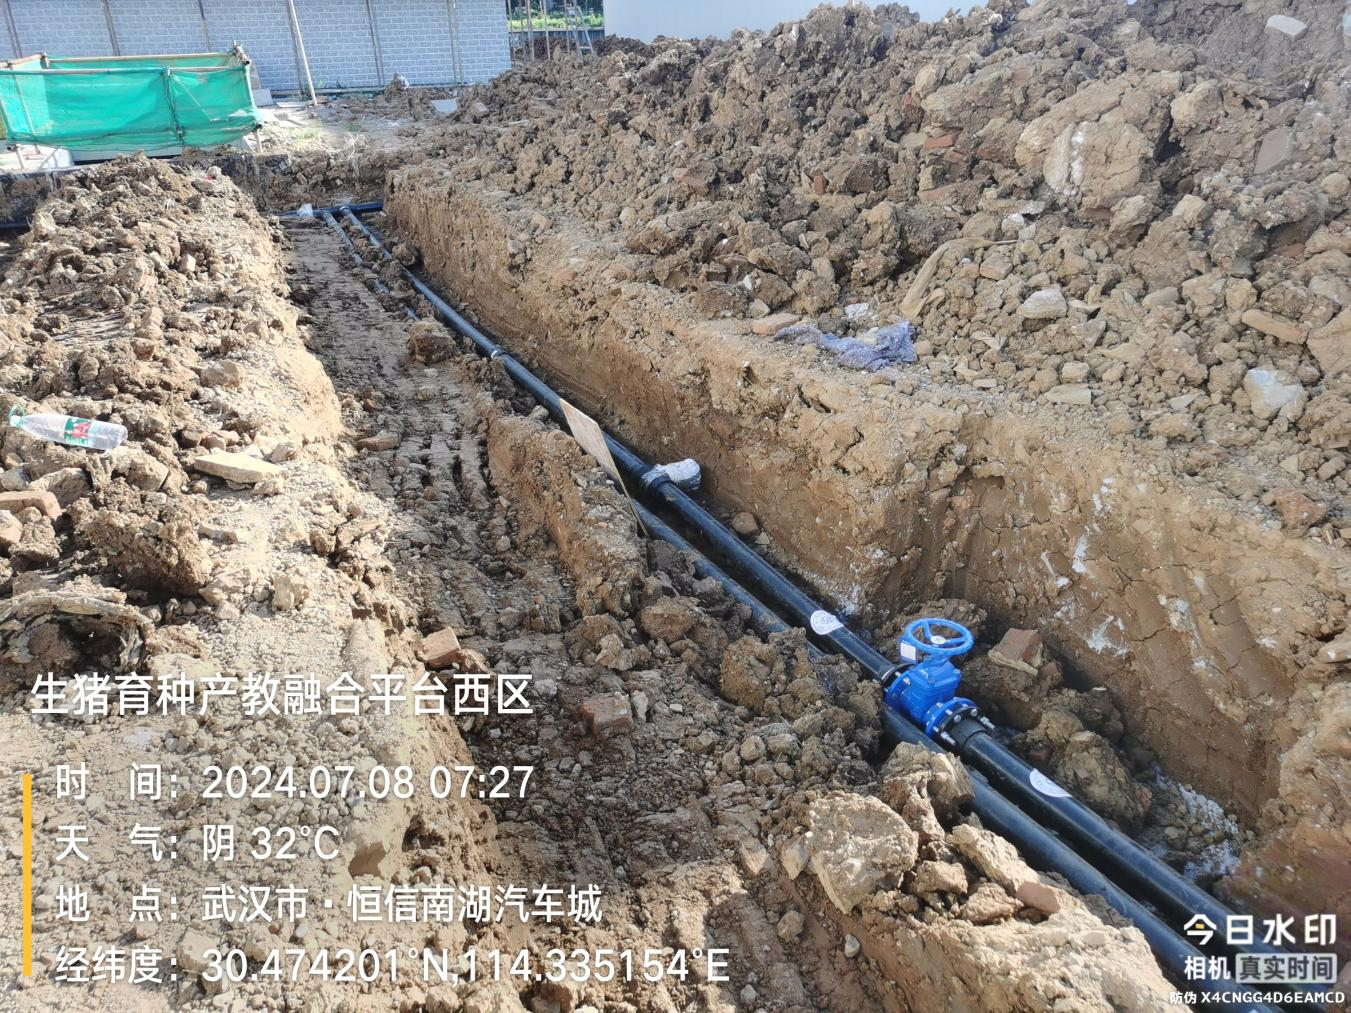 生猪育种产教融合平台西区
时 间：2024.07.08 07:27
天 气：阴 32℃
地 点：武汉市·恒信南湖汽车城
经纬度：30.474201°N,114.335154°E
今日水印
相机 真实时间
防伪 X4CNGG4D6EAMCD